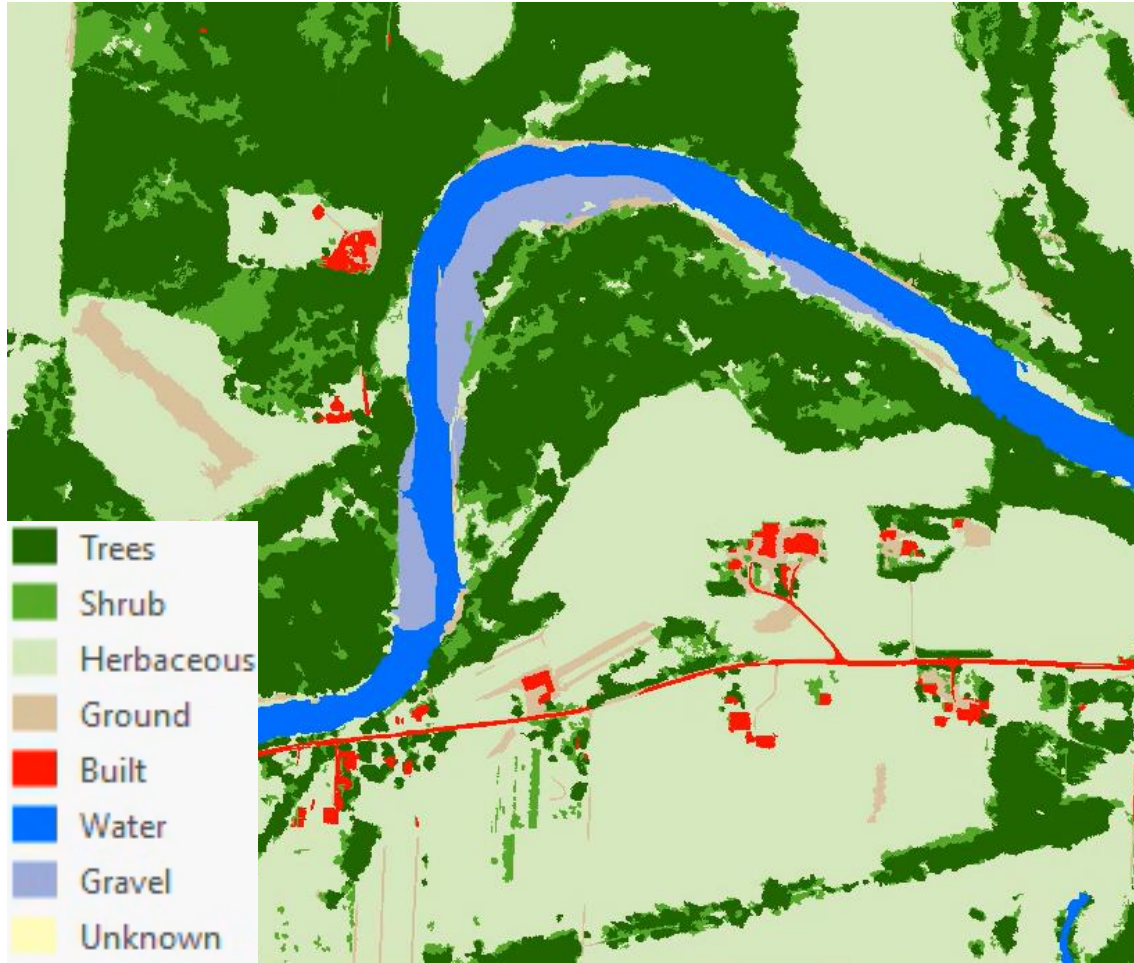 Trees
Shrub
Herbaceous
Ground
Built
Water
Gravel
Unknown